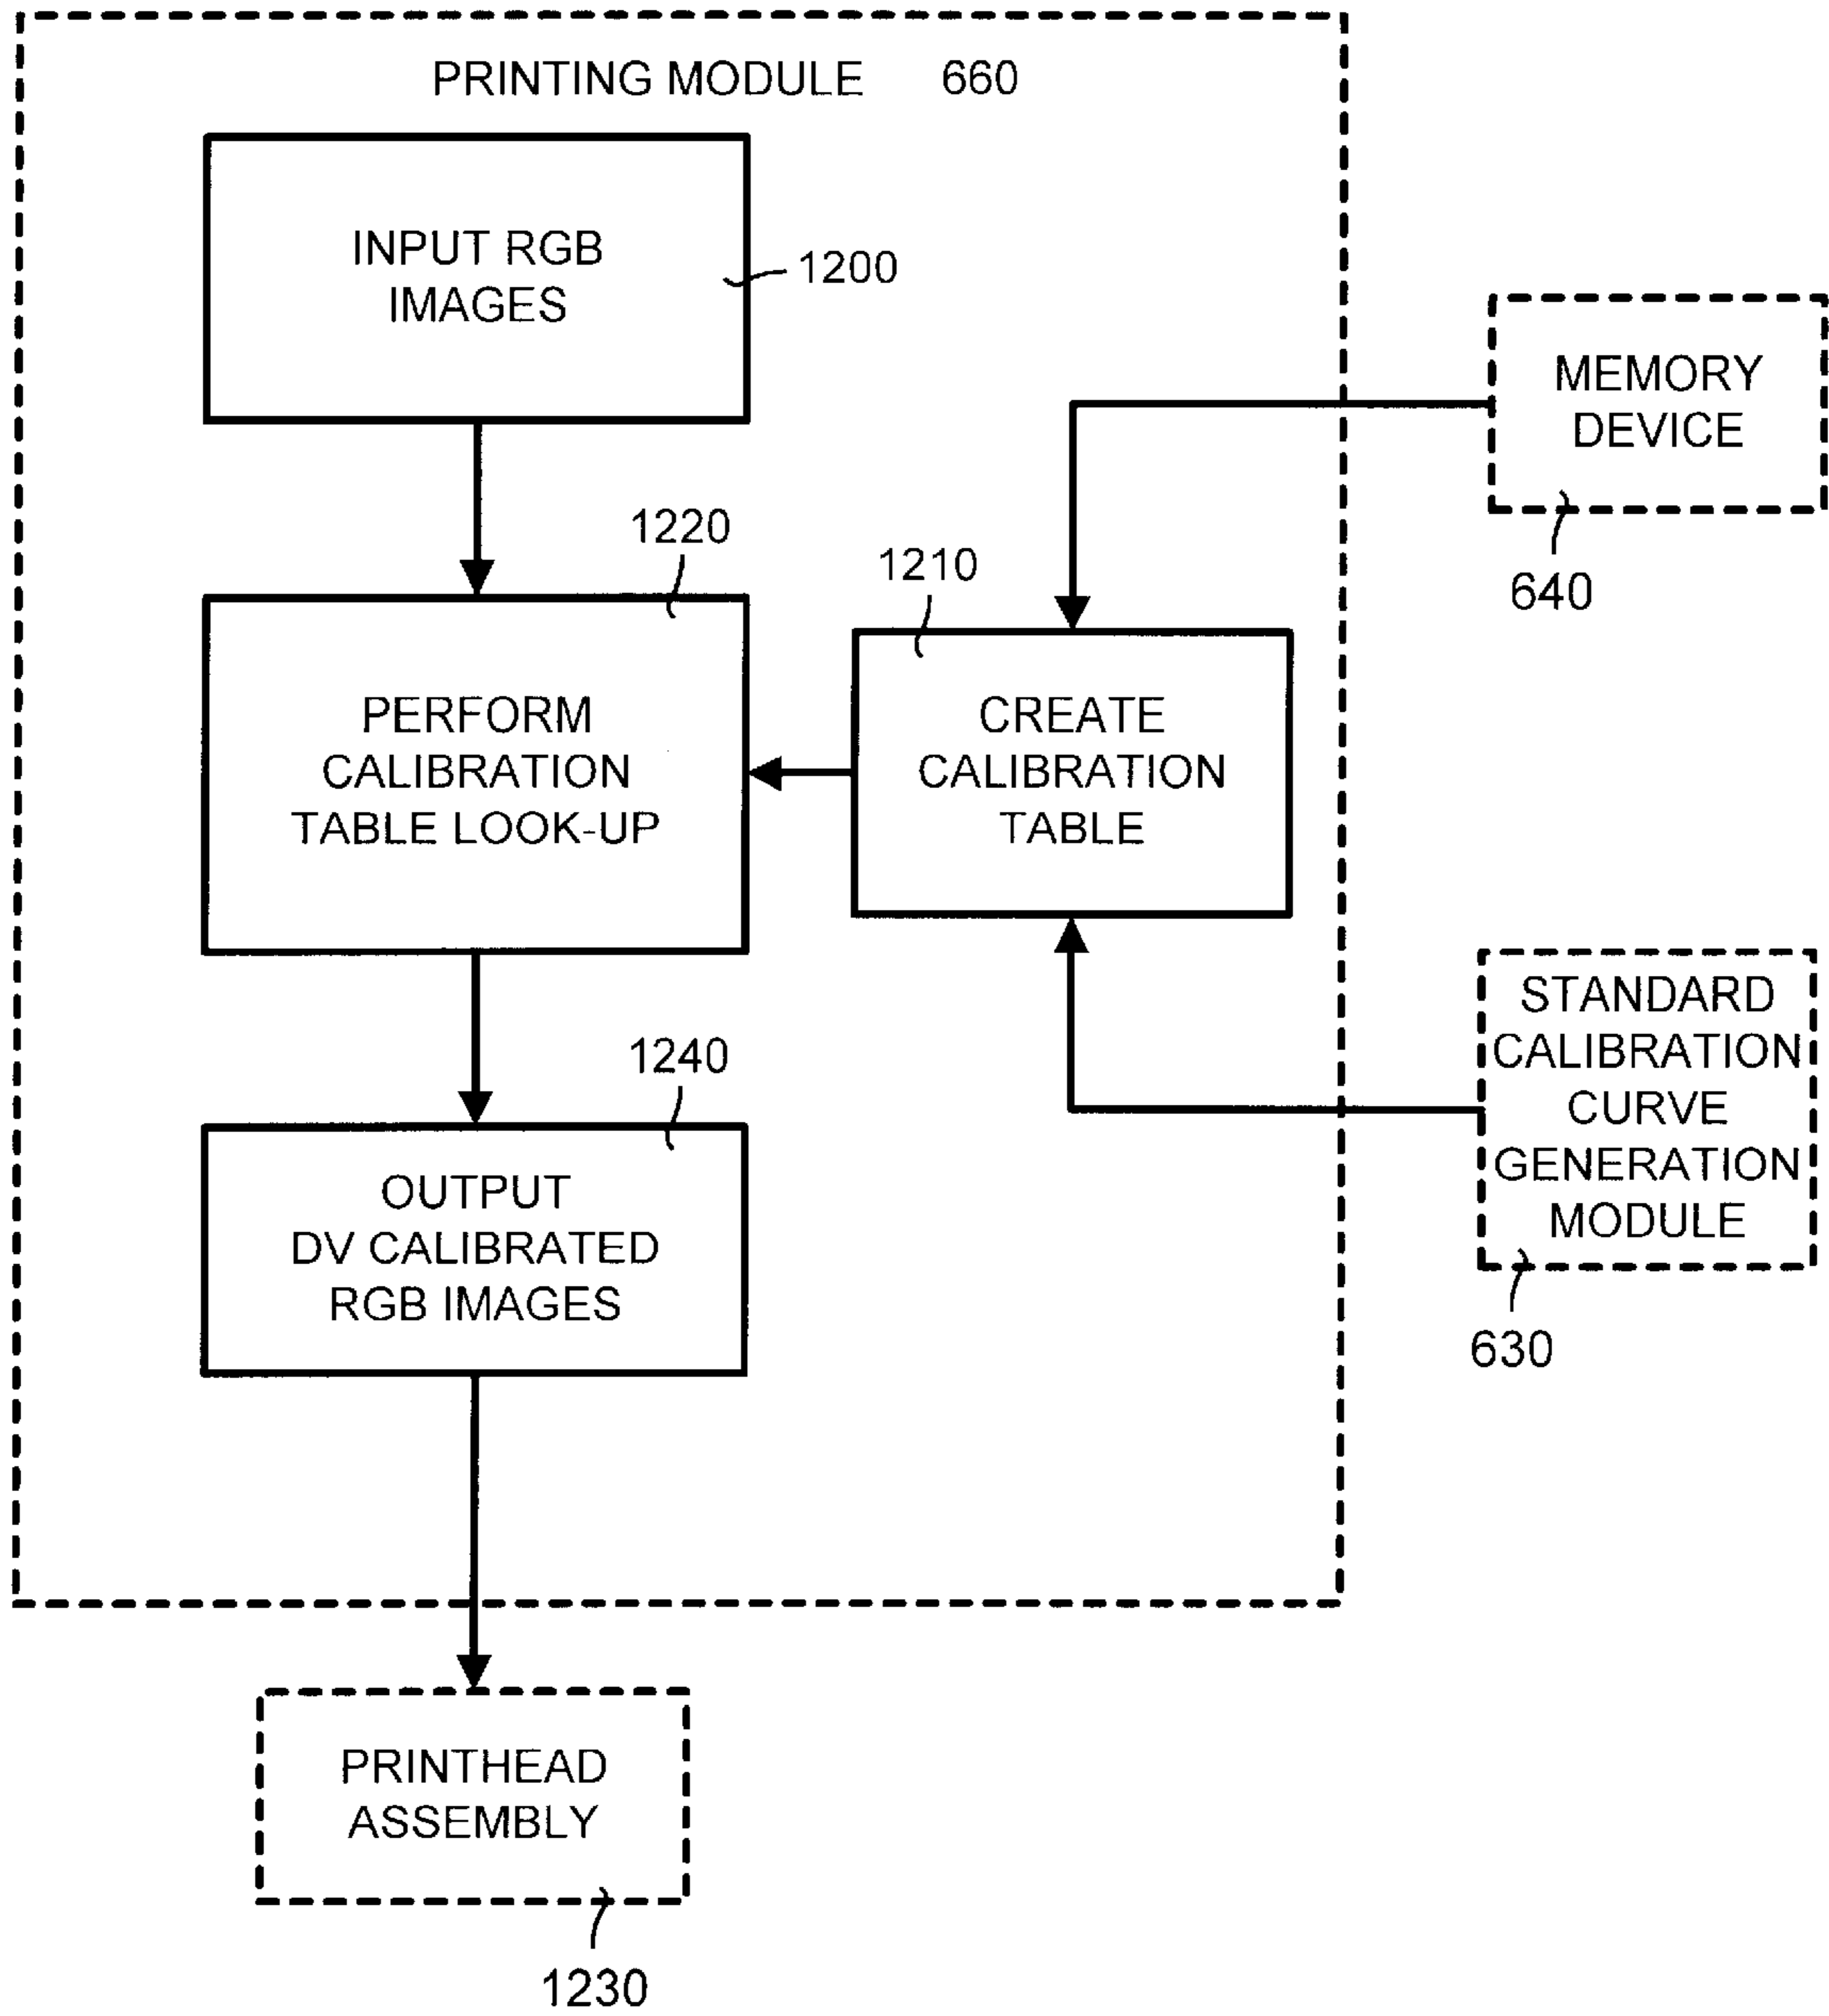 PRINTING MODULE 660
INPUT RGB
IMAGES
1200
MEMORY
DEVICE
640
1220
1210
PERFORM
CALIBRATION
TABLE LOOK-UP
CREATE
CALIBRATION
TABLE
STANDARD
CALIBRATION
CURVE
GENERATION
MODULE
630
1240
OUTPUT
DV CALIBRATED
RGB IMAGES
PRINTHEAD
ASSEMBLY
1230